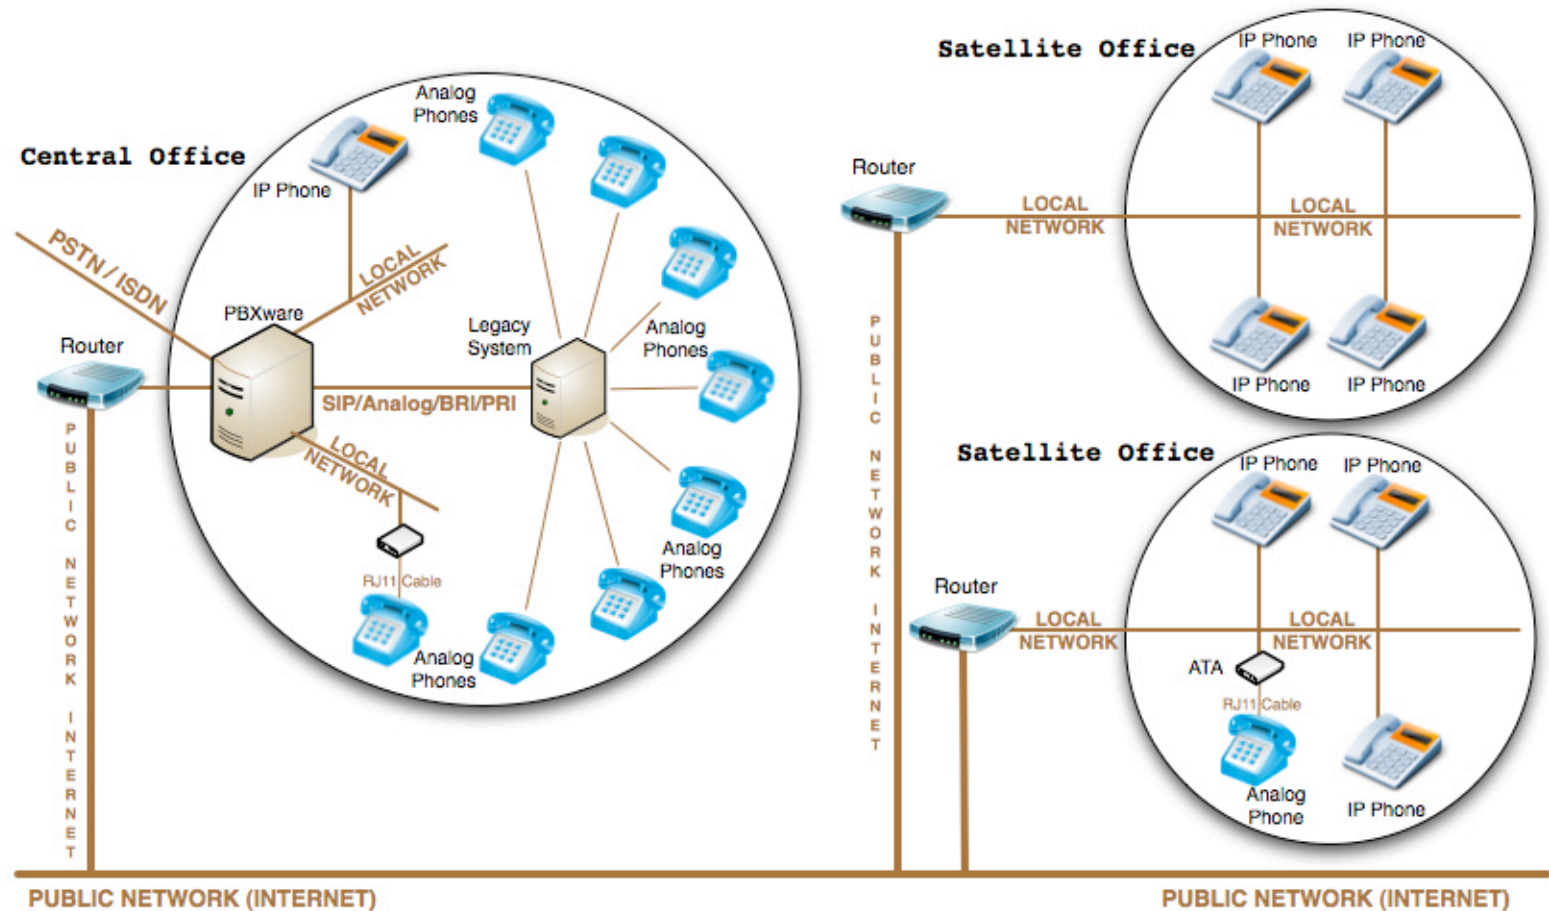 Central Office
Analog
Phones
IP Phone
PSTN / ISDN
LOCAL
NETWORK
PBXware
Router
Legacy
System
Analog
Phones
SIP/Analog/BRI/PRI
LOCAL
NETWORK
RJ11 Cable
Analog
Phones
Analog
Phones
PUBLIC NETWORK INTERNET
Satellite Office
IP Phone
IP Phone
Router
LOCAL
NETWORK
LOCAL
NETWORK
IP Phone
IP Phone
PUBLIC NETWORK INTERNET
Satellite Office
IP Phone
IP Phone
Router
LOCAL
NETWORK
LOCAL
NETWORK
ATA
RJ11 Cable
Analog
Phone
IP Phone
PUBLIC NETWORK (INTERNET)
PUBLIC NETWORK (INTERNET)